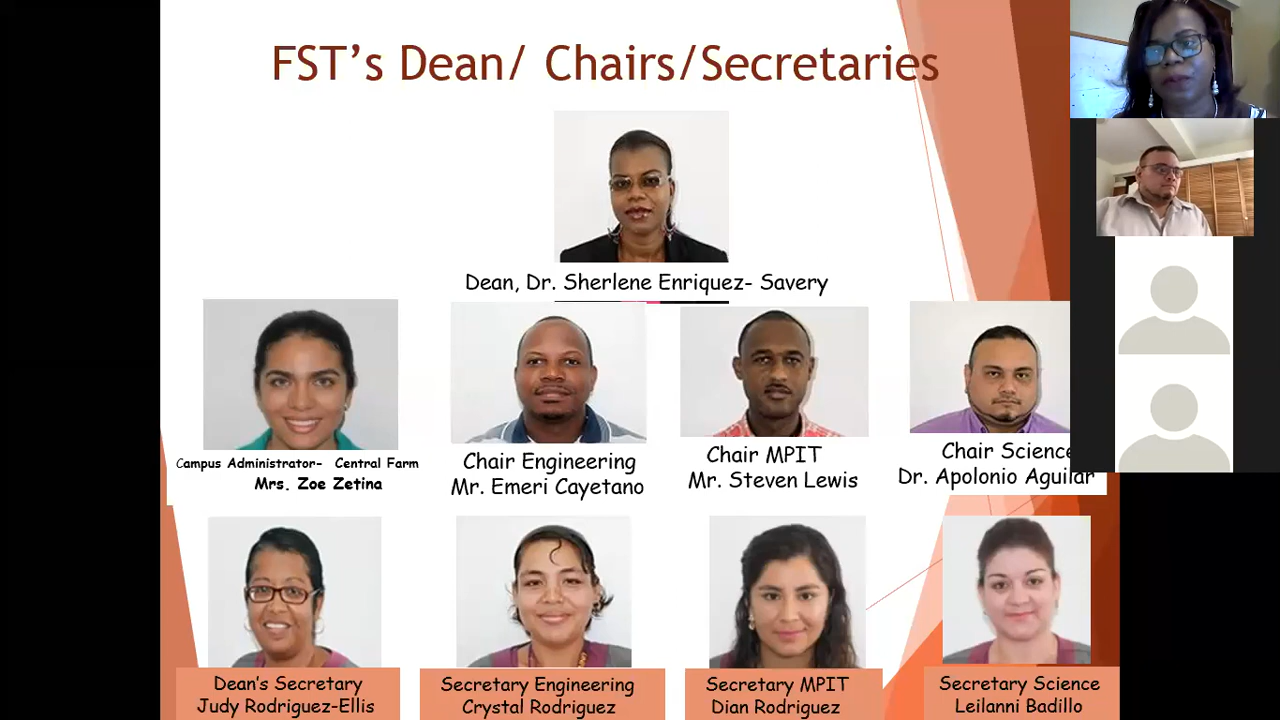 FST's Dean/ Chairs/Secretaries
Dean, Dr. Sherlene Enriquez- Savery
Campus Administrator- Central Farm
Mrs. Zoe Zetina
Chair Engineering
Mr. Emeri Cayetano
Chair MPIT
Mr. Steven Lewis
Chair Science
Dr. Apolonio Aguilar
Dean's Secretary
Judy Rodriguez-Ellis
Secretary Engineering
Crystal Rodriguez
Secretary MPIT
Dian Rodriguez
Secretary Science
Leilanni Badillo